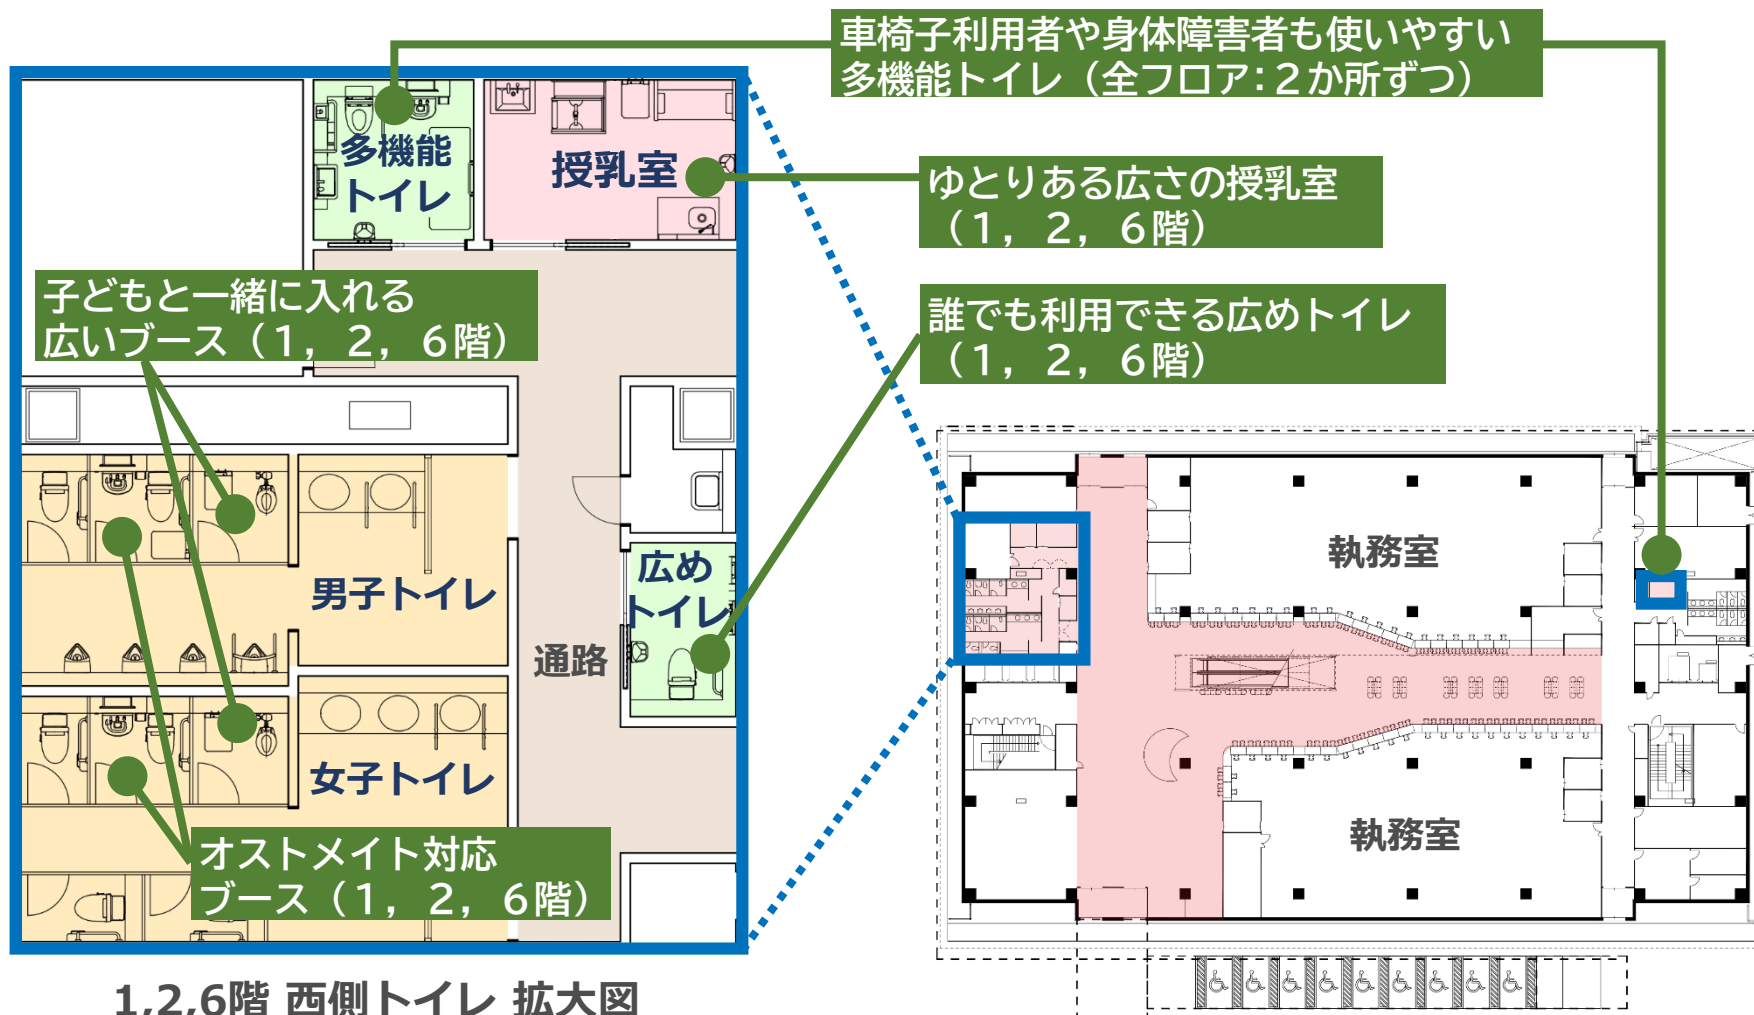 車椅子利用者や身体障害者も使いやすい
多機能トイレ（全フロア：２か所ずつ）
多機能
トイレ
授乳室
ゆとりある広さの授乳室
（１，２，６階）
子どもと一緒に入れる
広いブース（１，２，６階）
誰でも利用できる広めトイレ
（１，２，６階）
男子トイレ
広め
トイレ
通路
女子トイレ
オストメイト対応
ブース（１，２，６階）
執務室
執務室
1,2,6階 西側トイレ 拡大図